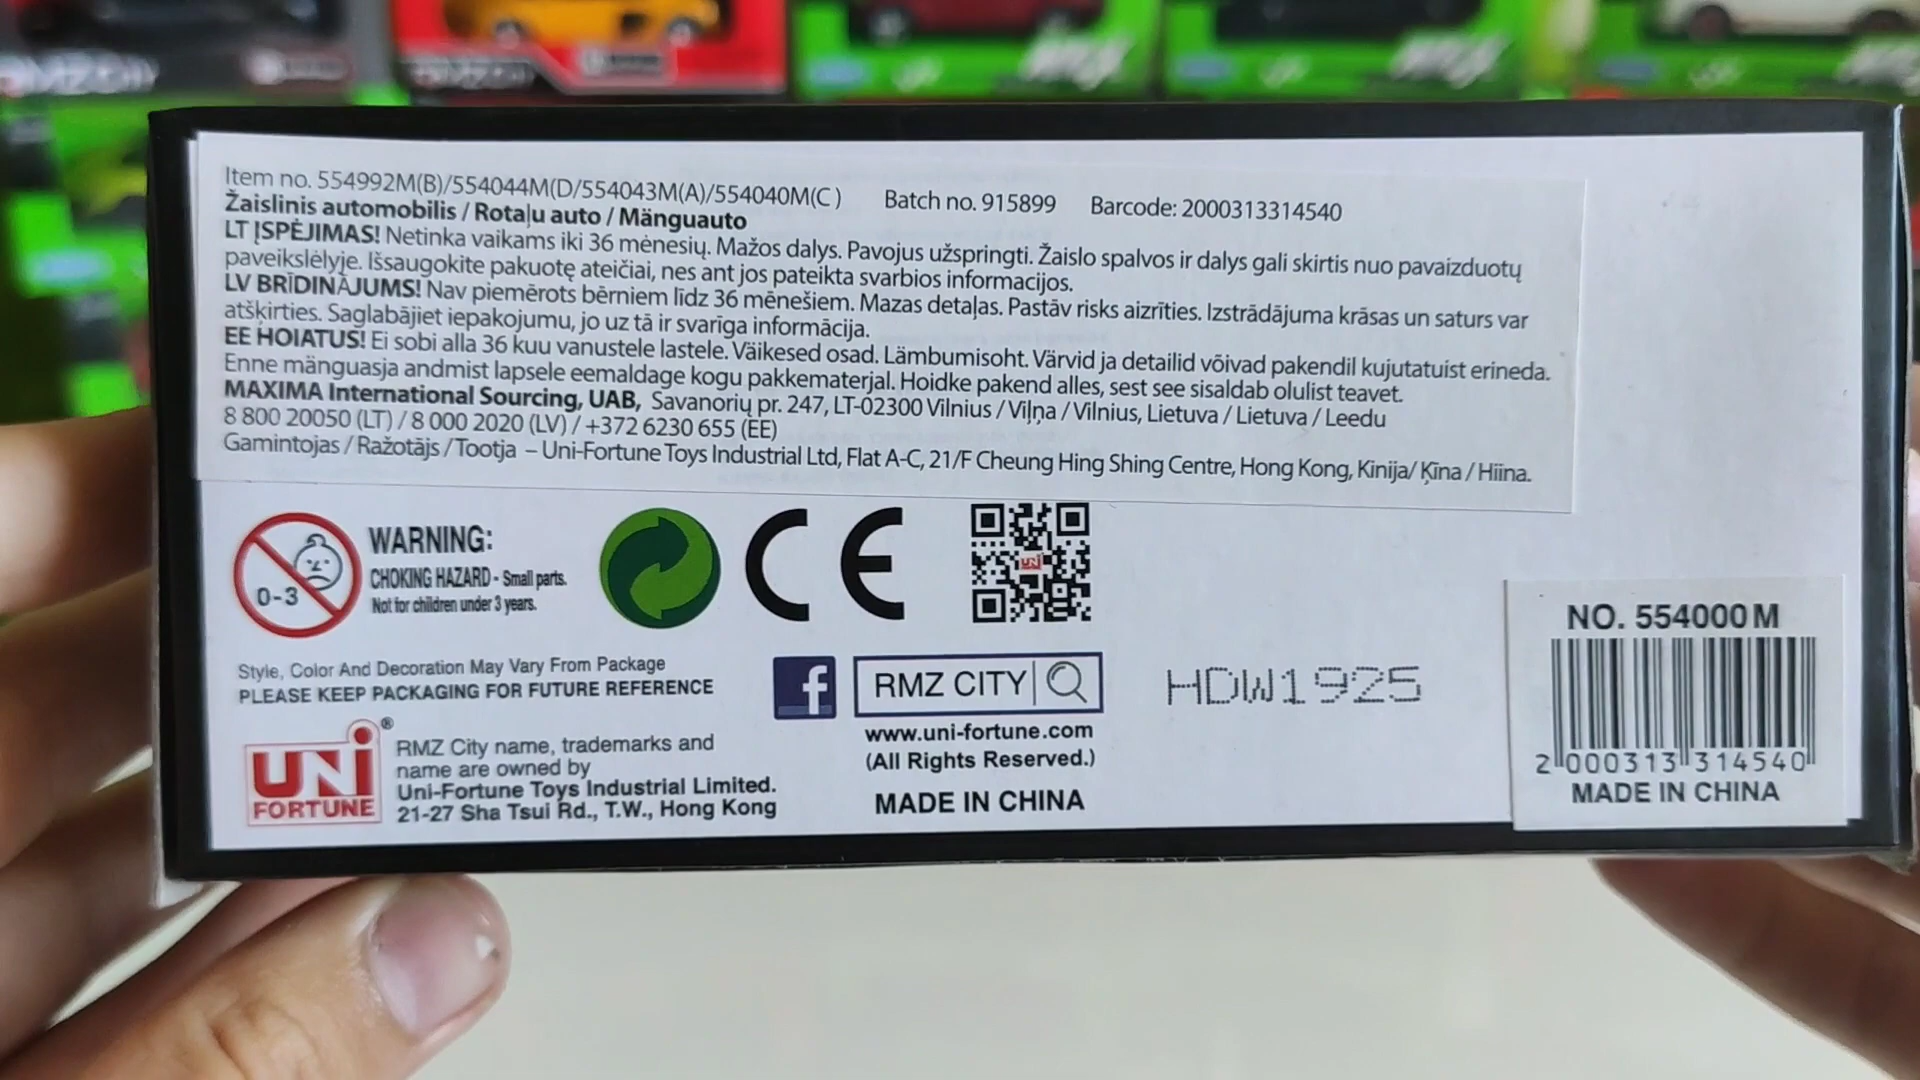 Item no. 554992M(B)/554044M(D/554043M(A)/554040M(C) Batch no. 915899 Barcode: 2000313314540
Žaislinis automobilis / Rotaļu auto / Mänguauto
LT ĮSPĖJIMAS! Netinka vaikams iki 36 mėnesių. Mažos dalys. Pavojus užspringti. Žaislo spalvos ir dalys gali skirtis nuo pavaizduotų
paveikslėlyje. Išsaugokite pakuotę ateičiai, nes ant jos pateikta svarbios informacijos.
LV BRĪDINĀJUMS! Nav piemērots bērniem līdz 36 mēnešiem. Mazas detaļas. Pastāv risks aizrīties. Izstrādājuma krāsas un saturs var
atšķirties. Saglabājiet iepakojumu, jo uz tā ir svarīga informācija.
EE HOIATUS! Ei sobi alla 36 kuu vanustele lastele. Väikesed osad. Lämbumisoht. Värvid ja detailid võivad pakendil kujutatuist erineda.
Enne mänguasja andmist lapsele eemaldage kogu pakkematerjal. Hoidke pakend alles, sest see sisaldab olulist teavet.
MAXIMA International Sourcing, UAB, Savanorių pr. 247, LT-02300 Vilnius / Viļņa / Vilnius, Lietuva / Lietuva / Leedu
8 800 20050 (LT) / 8 000 2020 (LV) / +372 6230 655 (EE)
Gamintojas / Ražotājs / Tootja – Uni-Fortune Toys Industrial Ltd, Flat A-C, 21/F Cheung Hing Shing Centre, Hong Kong, Kinija/ Ķīna / Hiina.
0-3
WARNING:
CHOKING HAZARD - Small parts.
Not for children under 3 years.
CE
UNi
Style, Color And Decoration May Vary From Package
PLEASE KEEP PACKAGING FOR FUTURE REFERENCE
UNi ®
FORTUNE
RMZ City name, trademarks and
name are owned by
Uni-Fortune Toys Industrial Limited.
21-27 Sha Tsui Rd., T.W., Hong Kong
f
RMZ CITY
www.uni-fortune.com
(All Rights Reserved.)
MADE IN CHINA
HDW1925
NO. 554000M
2 000313 314540
MADE IN CHINA